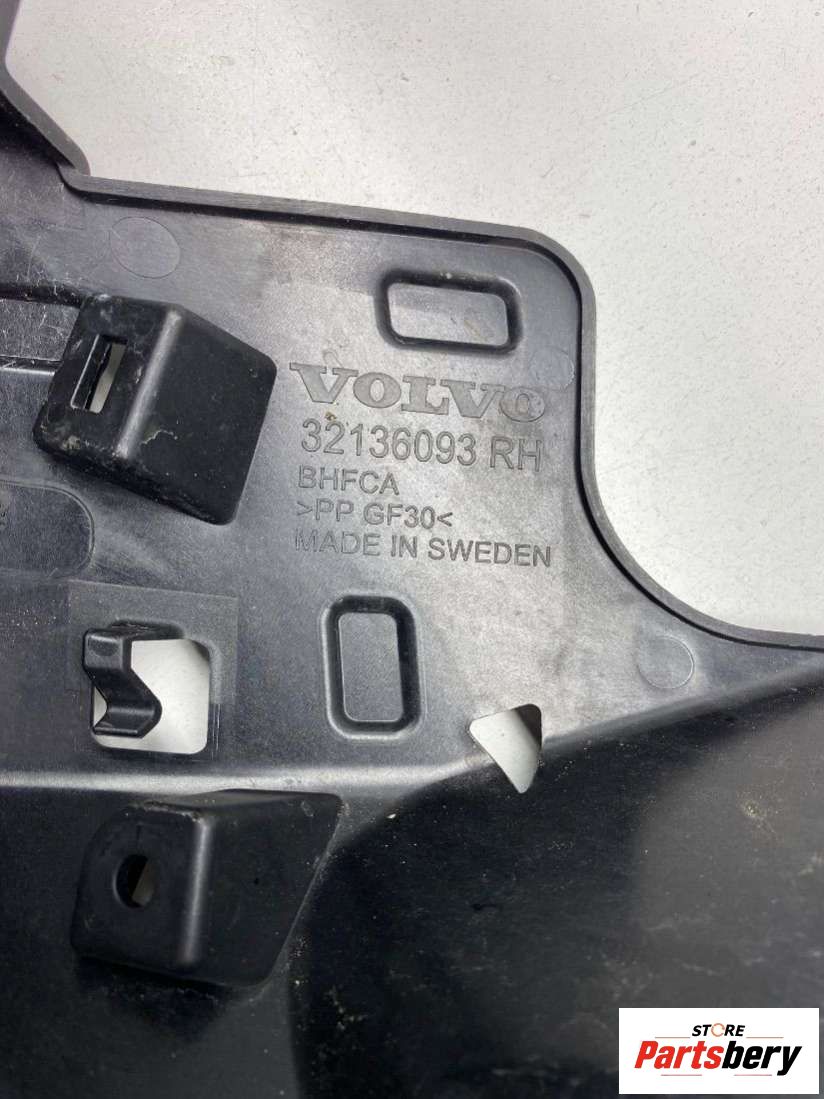 VOLVO
32136093 RH
BHFCA
>PP GF30<
MADE IN SWEDEN
STORE
Partsbery